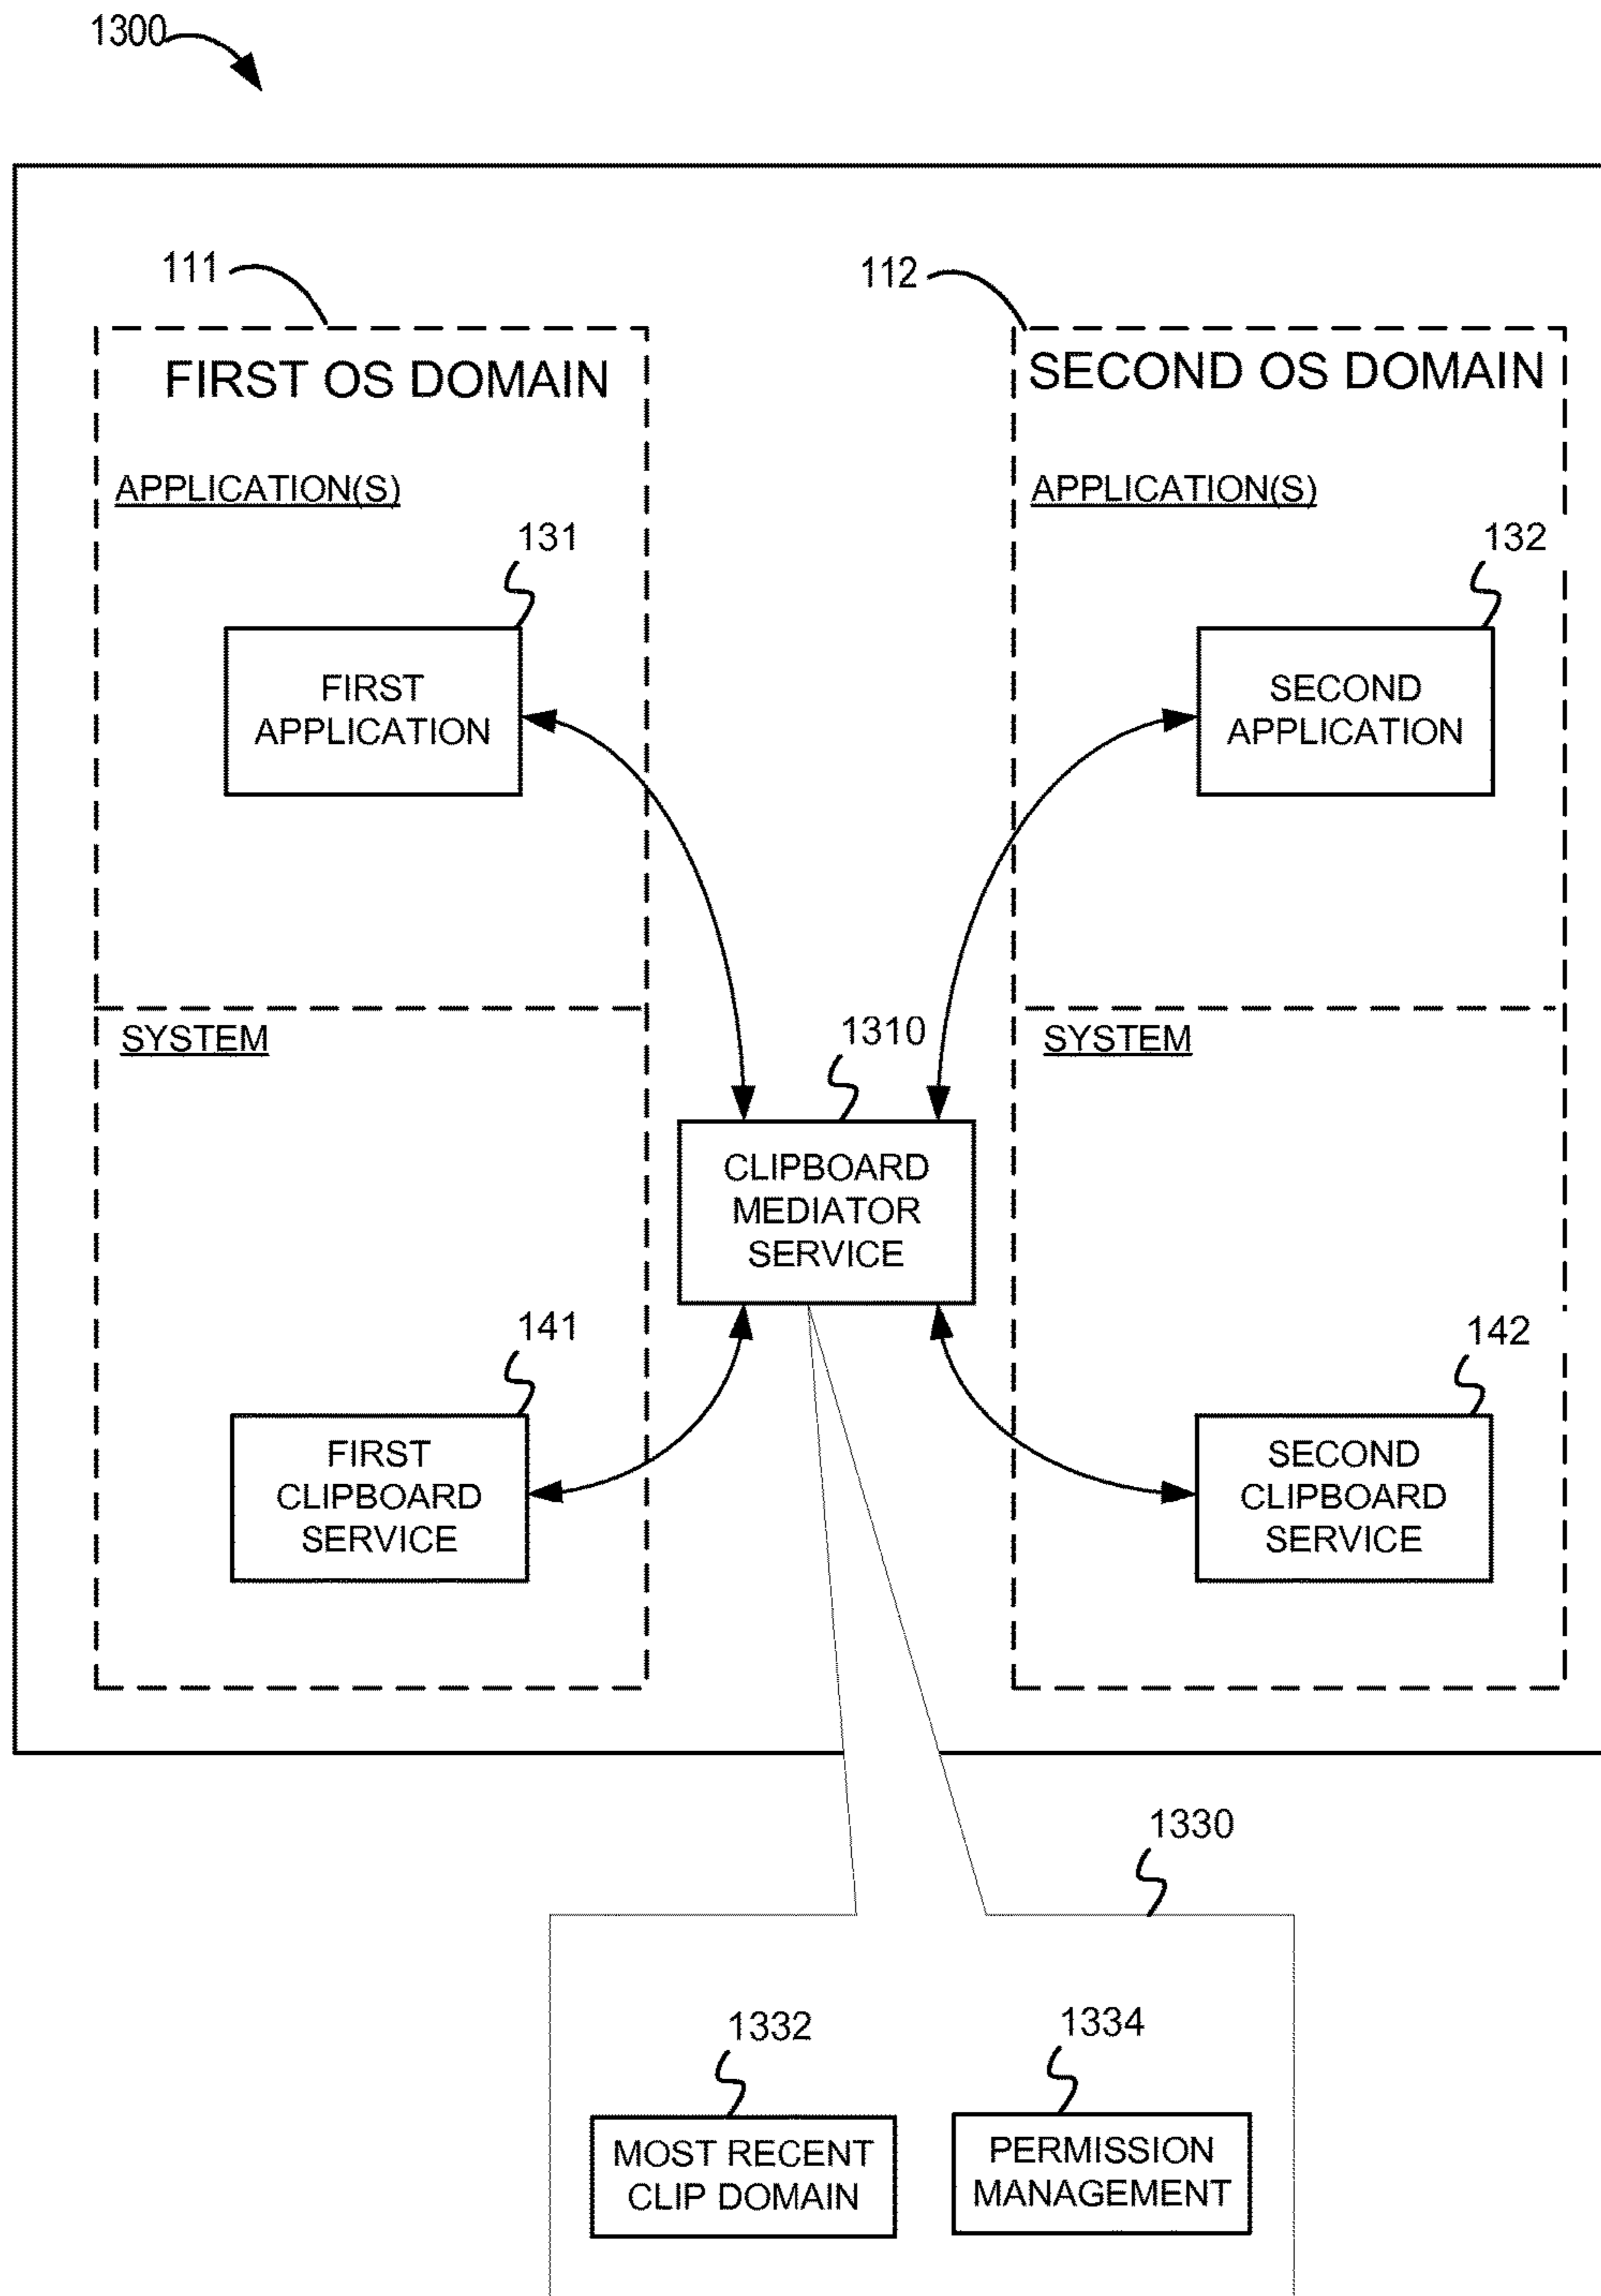 1300
111
112
FIRST OS DOMAIN
SECOND OS DOMAIN
APPLICATION(S)
APPLICATION(S)
131
132
FIRST
APPLICATION
SECOND
APPLICATION
SYSTEM
1310
SYSTEM
CLIPBOARD
MEDIATOR
SERVICE
141
142
FIRST
CLIPBOARD
SERVICE
SECOND
CLIPBOARD
SERVICE
1330
1332
1334
MOST RECENT
CLIP DOMAIN
PERMISSION
MANAGEMENT